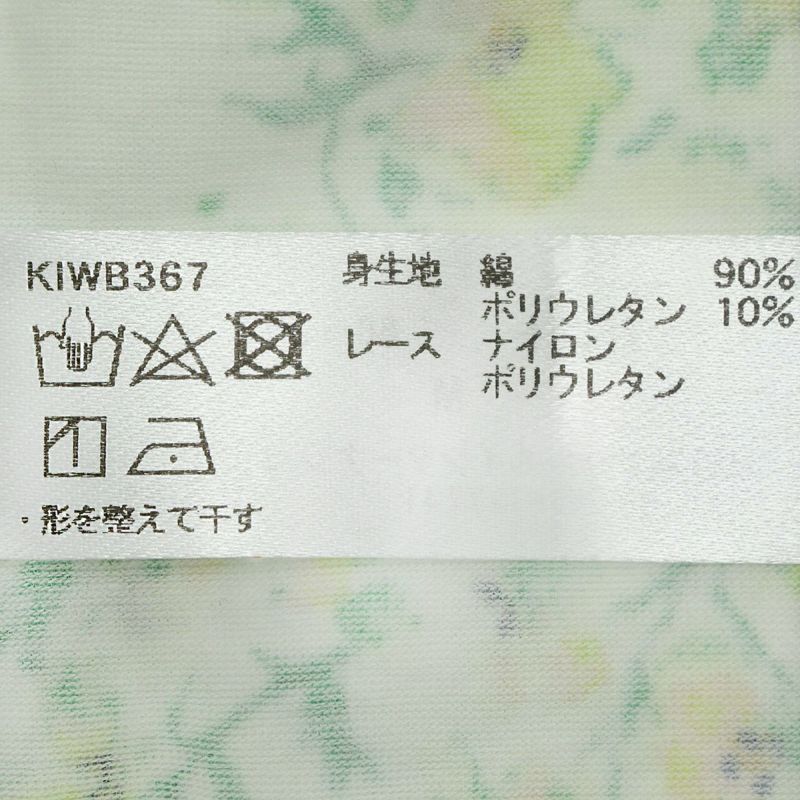 KIWB367
身生地 綿 90%
ポリウレタン 10%
レース ナイロン
ポリウレタン
・形を整えて干す